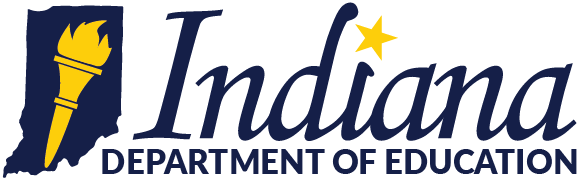 Indiana
DEPARTMENT OF EDUCATION